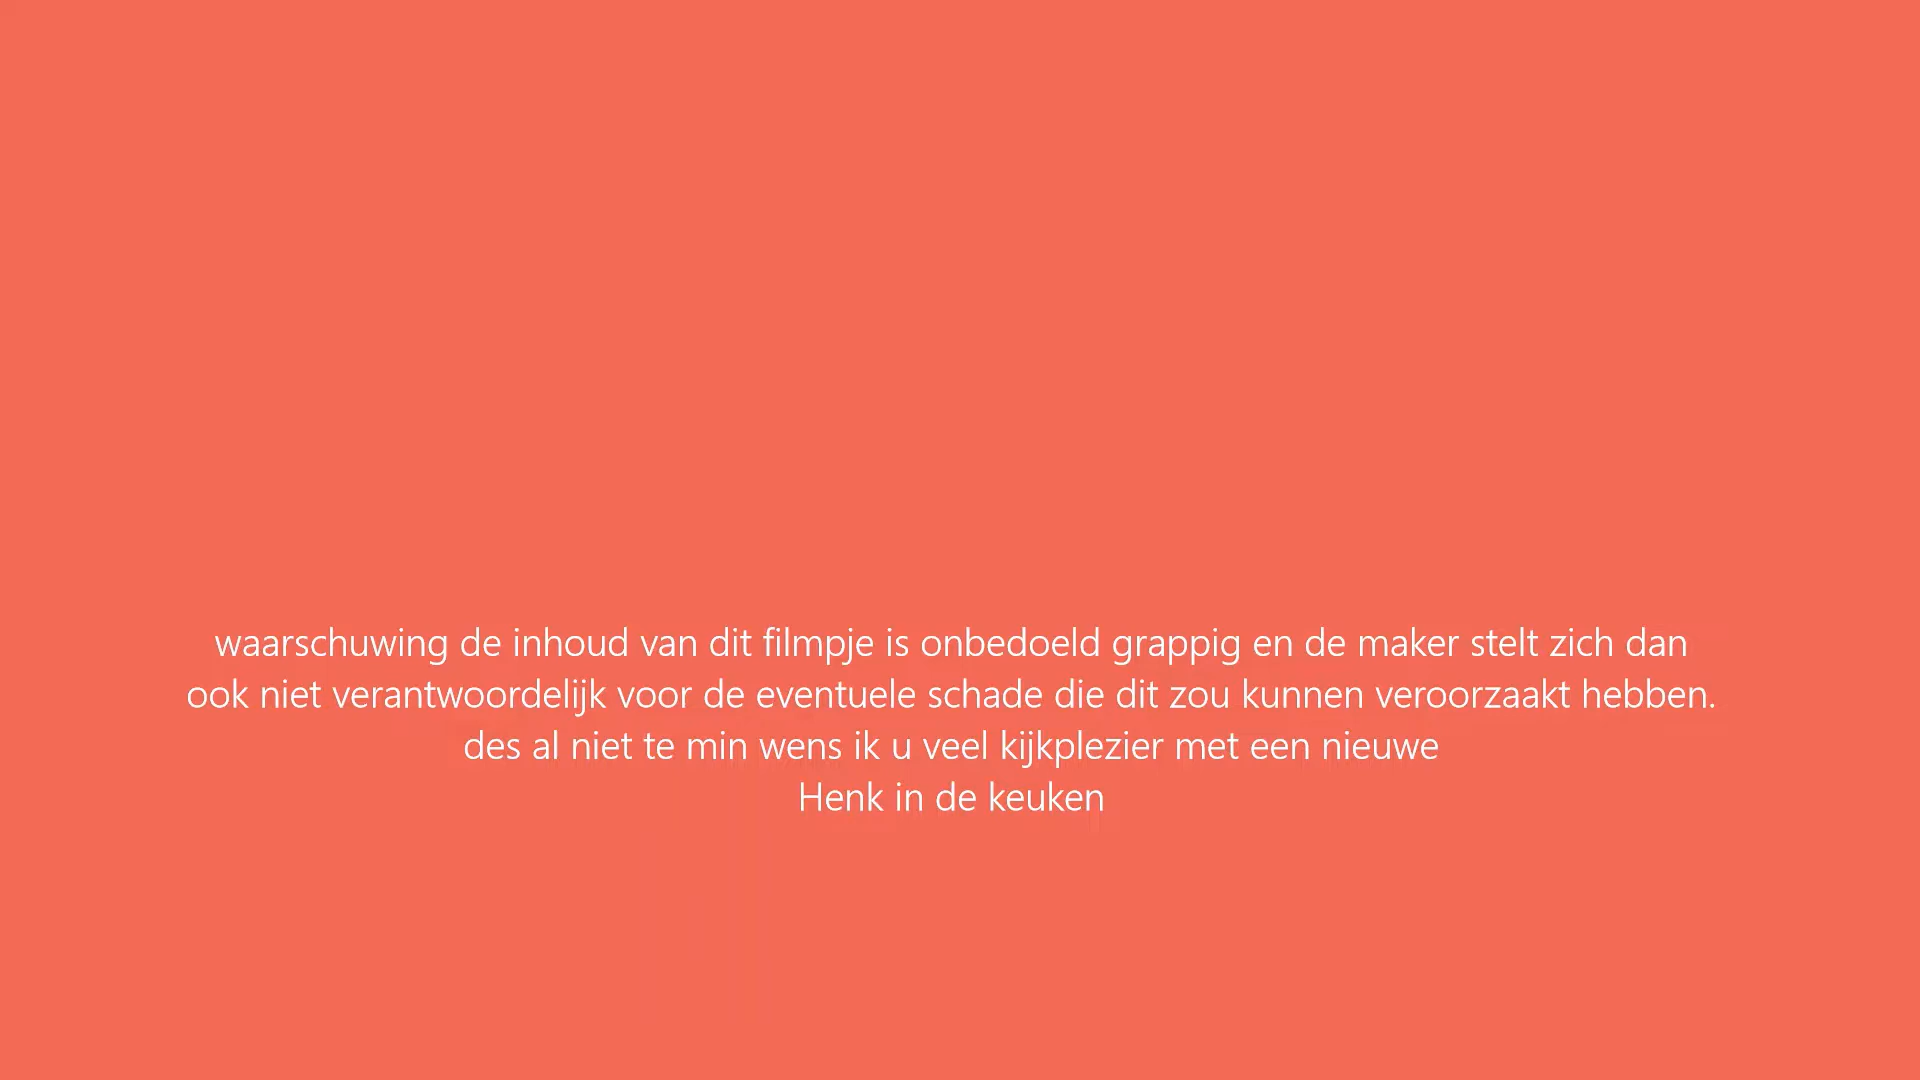 waarschuwing de inhoud van dit filmpje is onbedoeld grappig en de maker stelt zich dan
ook niet verantwoordelijk voor de eventuele schade die dit zou kunnen veroorzaakt hebben.
des al niet te min wens ik u veel kijkplezier met een nieuwe
Henk in de keuken